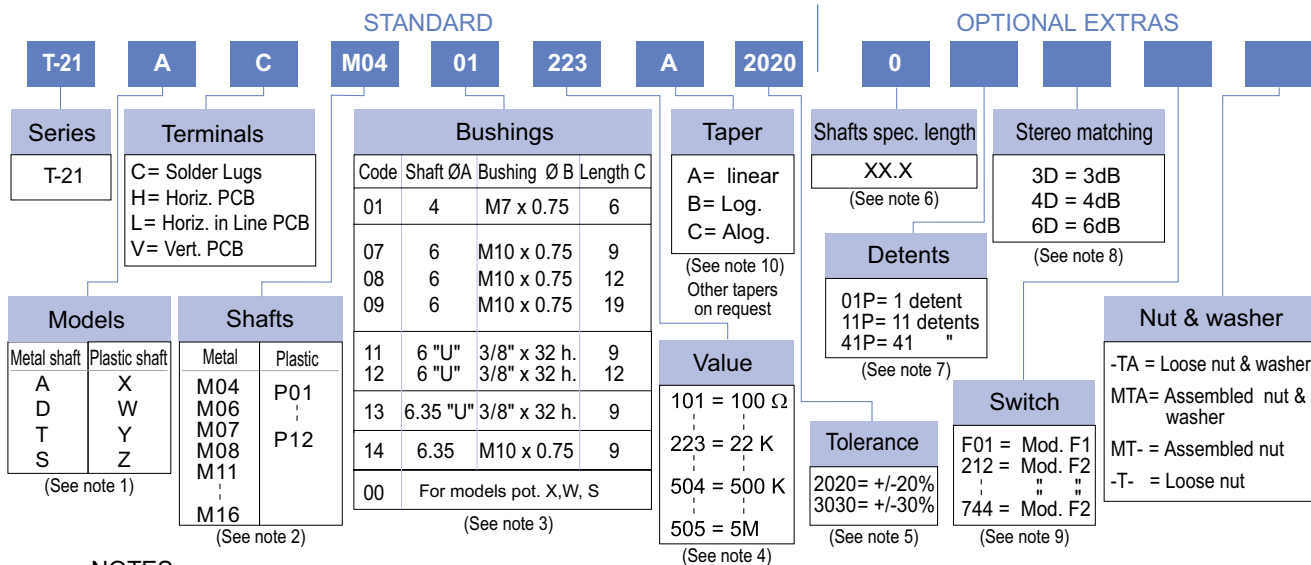 STANDARD
OPTIONAL EXTRAS
T-21 A C M04 01 223 A 2020 0
Series
T-21
Terminals
C= Solder Lugs
H= Horiz. PCB
L= Horiz. in Line PCB
V= Vert. PCB
Bushings
Code Shaft ØA Bushing Ø B Length C
01 4 M7 x 0.75 6
07 6 M10 x 0.75 9
08 6 M10 x 0.75 12
09 6 M10 x 0.75 19
11 6 "U" 3/8" x 32 h. 9
12 6 "U" 3/8" x 32 h. 12
13 6.35 "U" 3/8" x 32 h. 9
14 6.35 M10 x 0.75 9
00 For models pot. X,W, S
(See note 3)
Taper
A= linear
B= Log.
C= Alog.
(See note 10)
Other tapers
on request
Shafts spec. length
XX.X
(See note 6)
Stereo matching
3D = 3dB
4D = 4dB
6D = 6dB
(See note 8)
Detents
01P= 1 detent
11P= 11 detents
41P= 41 "
(See note 7)
Models
Metal shaft Plastic shaft
A X
D W
T Y
S Z
(See note 1)
Shafts
Metal Plastic
M04 P01
M06
M07 P12
M08
M11
M16
(See note 2)
Value
101 = 100 Ω
223 = 22 K
504 = 500 K
505 = 5M
(See note 4)
Tolerance
2020= +/-20%
3030= +/-30%
(See note 5)
Switch
F01 = Mod. F1
212 = Mod. F2
" "
744 = Mod. F2
(See note 9)
Nut & washer
-TA = Loose nut & washer
MTA= Assembled nut &
washer
MT- = Assembled nut
-T- = Loose nut